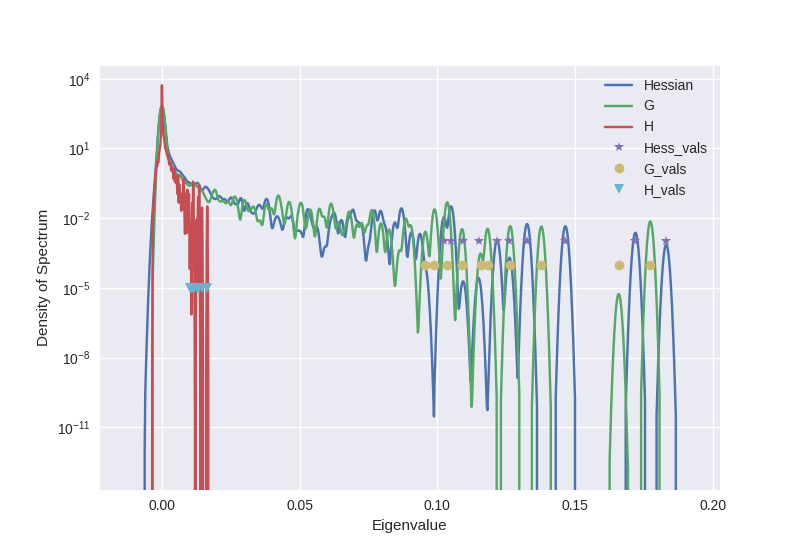 10^4
10^1
10^-2
10^-5
10^-8
10^-11
Density of Spectrum
Hessian
G
H
Hess_vals
G_vals
H_vals
0.00 0.05 0.10 0.15 0.20
Eigenvalue